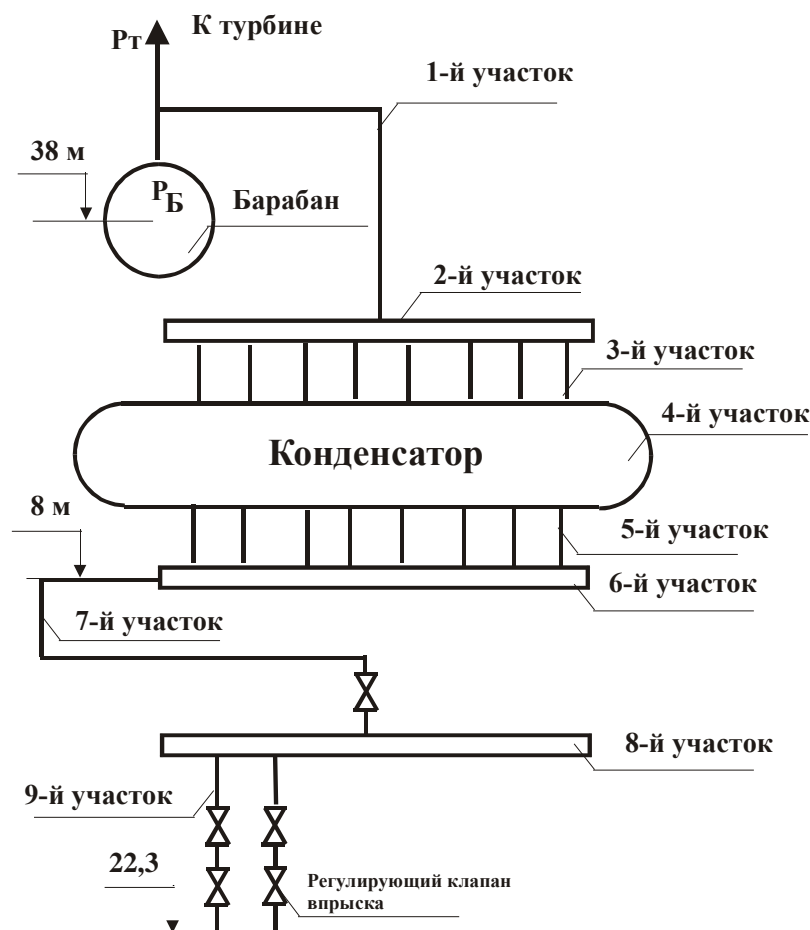 К турбине
Рт
1-й участок
38 м
РБ
Барабан
2-й участок
3-й участок
4-й участок
Конденсатор
8 м
5-й участок
6-й участок
7-й участок
8-й участок
9-й участок
22,3
Регулирующий клапан
впрыска